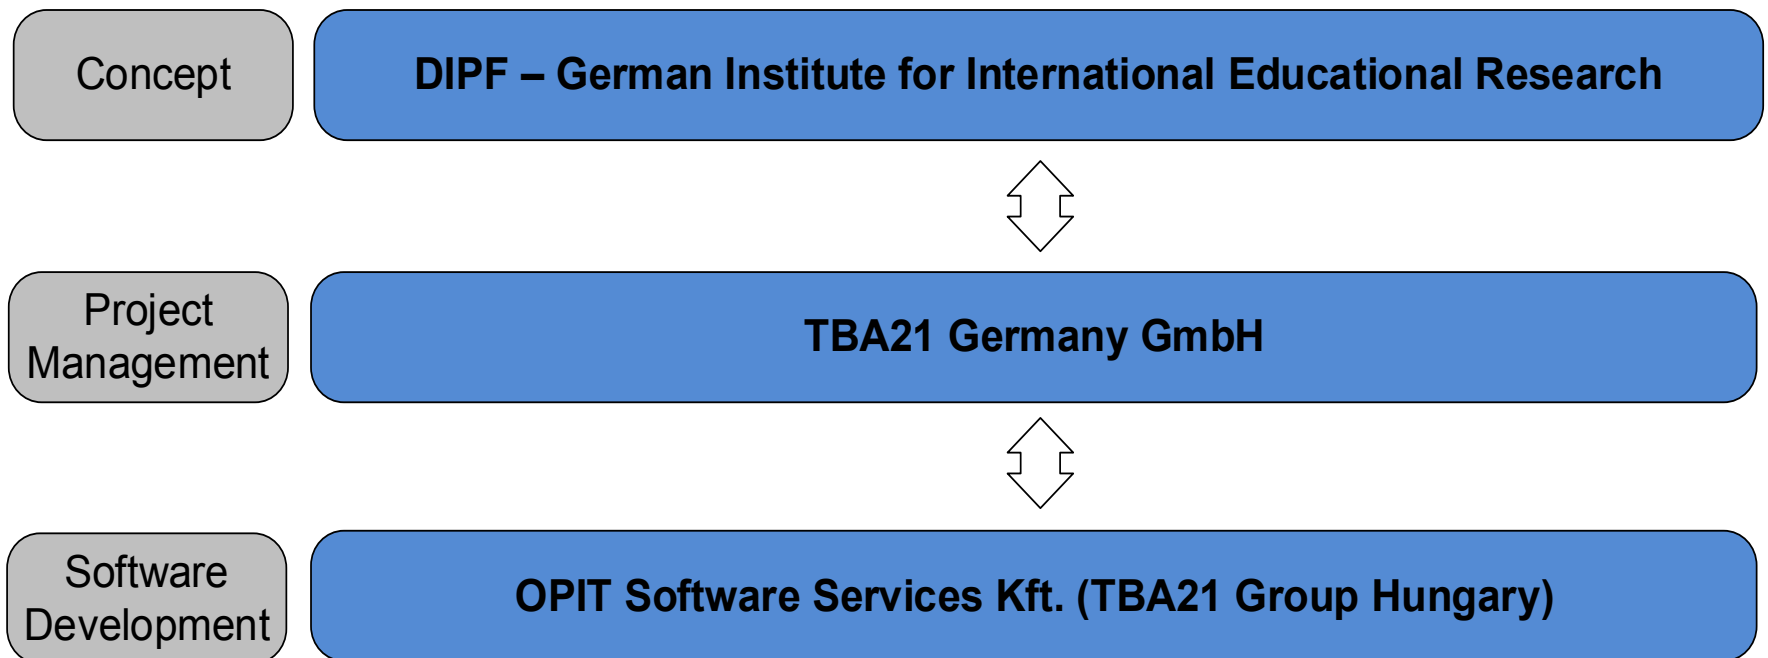 Concept
DIPF – German Institute for International Educational Research
Project
Management
TBA21 Germany GmbH
Software
Development
OPIT Software Services Kft. (TBA21 Group Hungary)